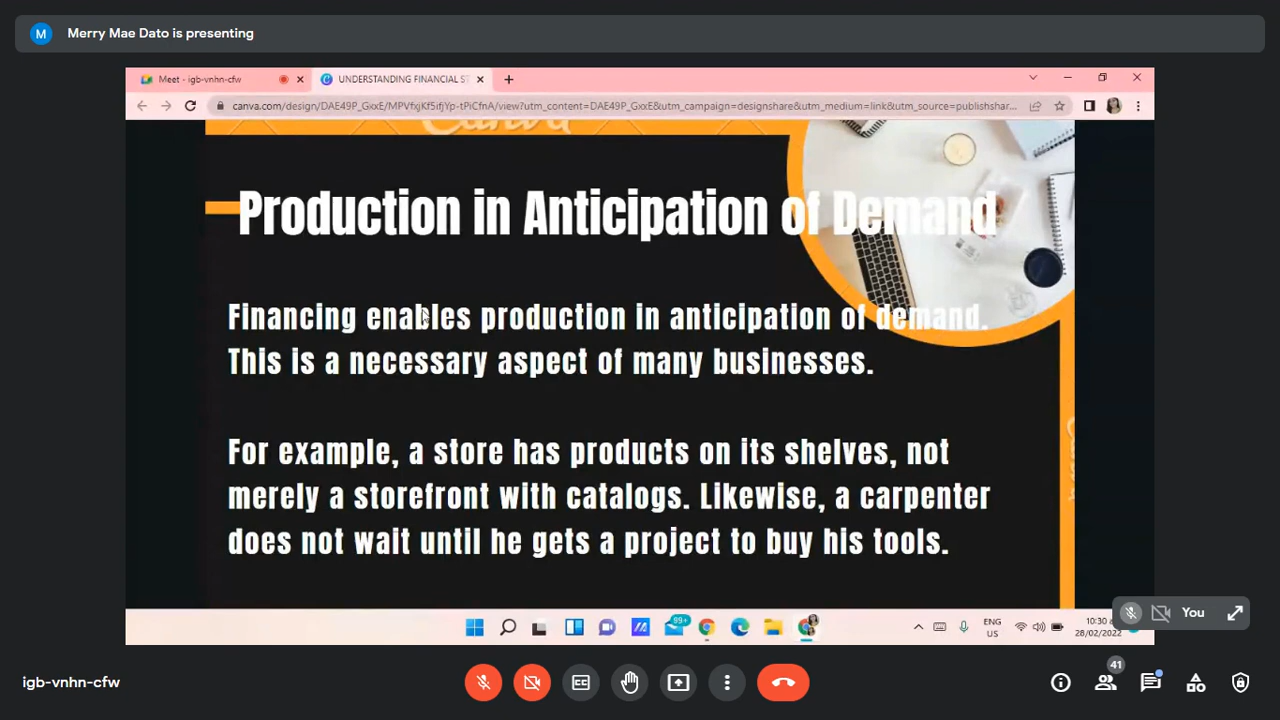 M Merry Mae Dato is presenting
Meet - igb-vnhn-cfw
UNDERSTANDING FINANCIAL ST
canva.com/design/DAE49P_GxxE/MPVfxjKf5rfjYp-tPiCfnA/view?utm_content=DAE49P_GxxE&utm_campaign=designshare&utm_medium=link&utm_source=publishshar...
Canva
Production in Anticipation of Demand
Financing enables production in anticipation of demand.
This is a necessary aspect of many businesses.
For example, a store has products on its shelves, not
merely a storefront with catalogs. Likewise, a carpenter
does not wait until he gets a project to buy his tools.
You
99+
ENG
US
10:30
28/02/2022
igb-vnhn-cfw
CC
41